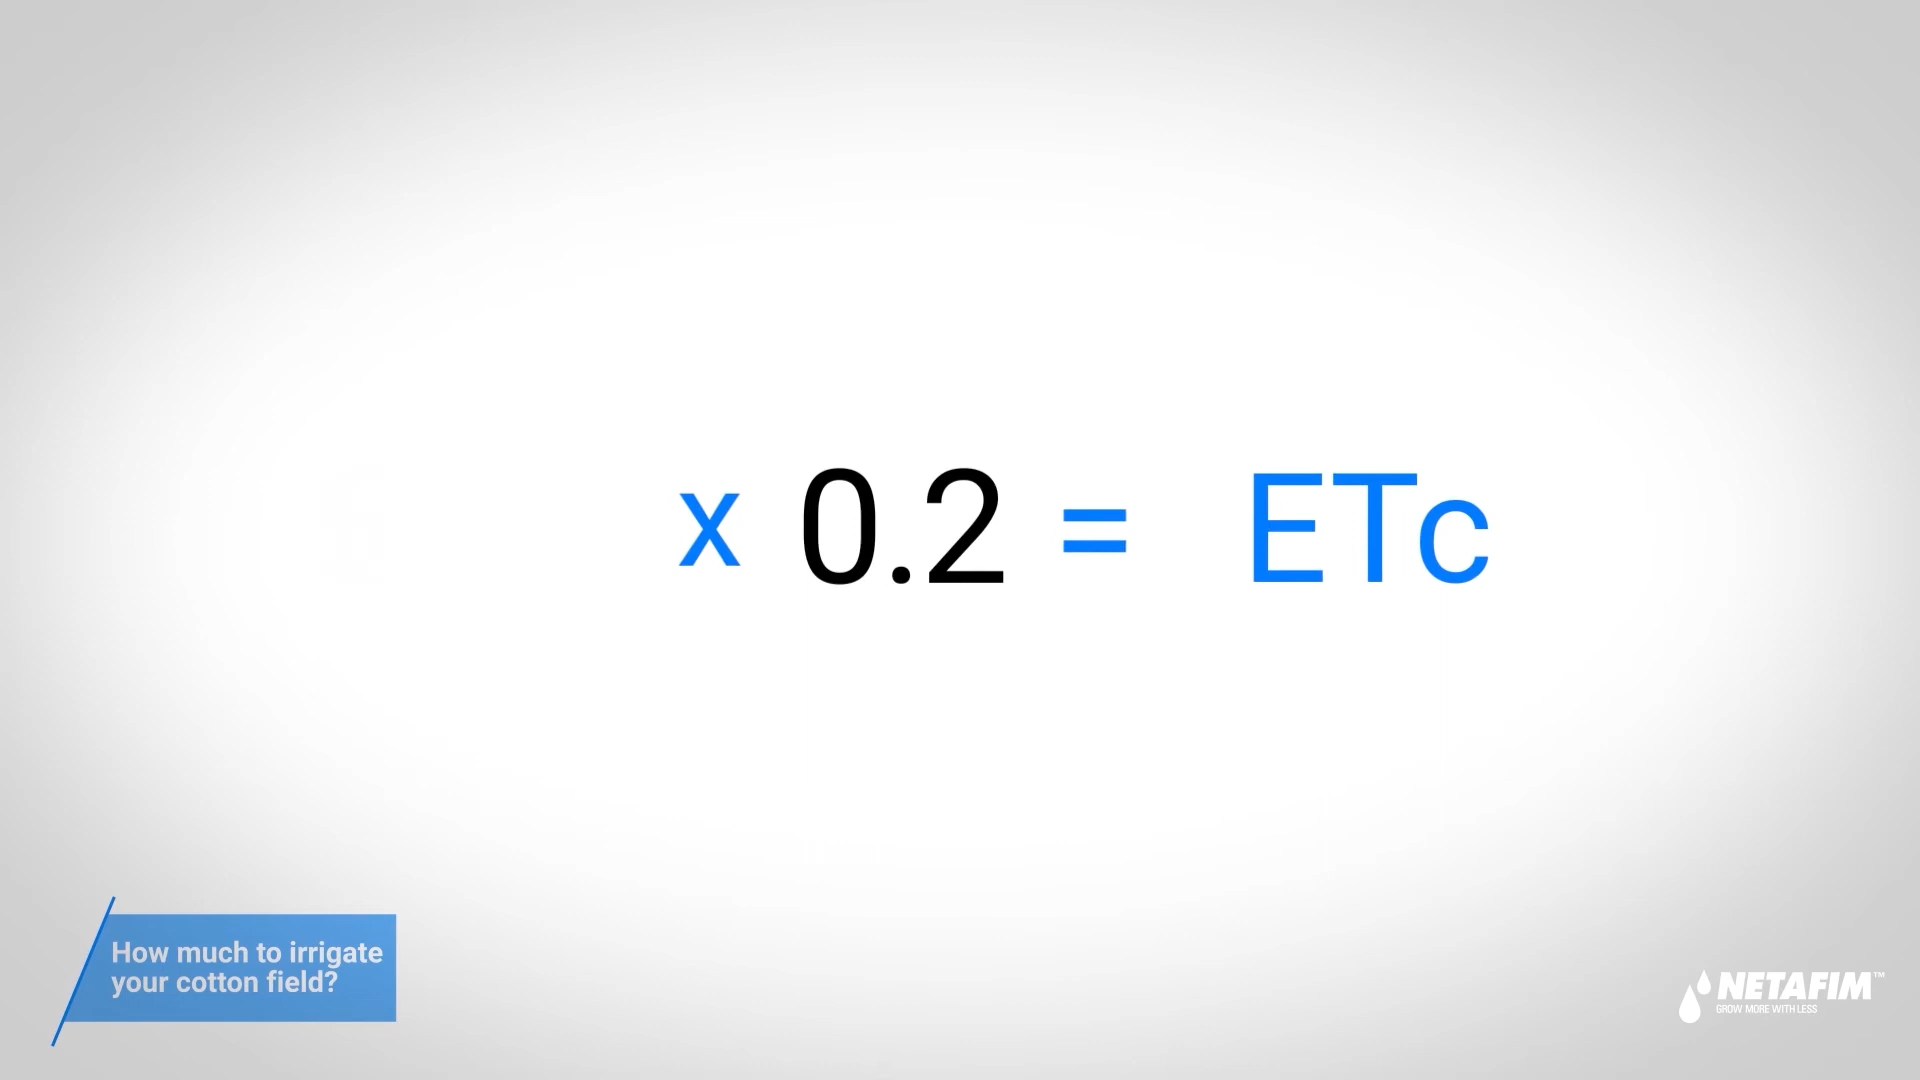 x 0.2 = ETc
How much to irrigate
your cotton field?
NETAFIM™
GROW MORE WITH LESS